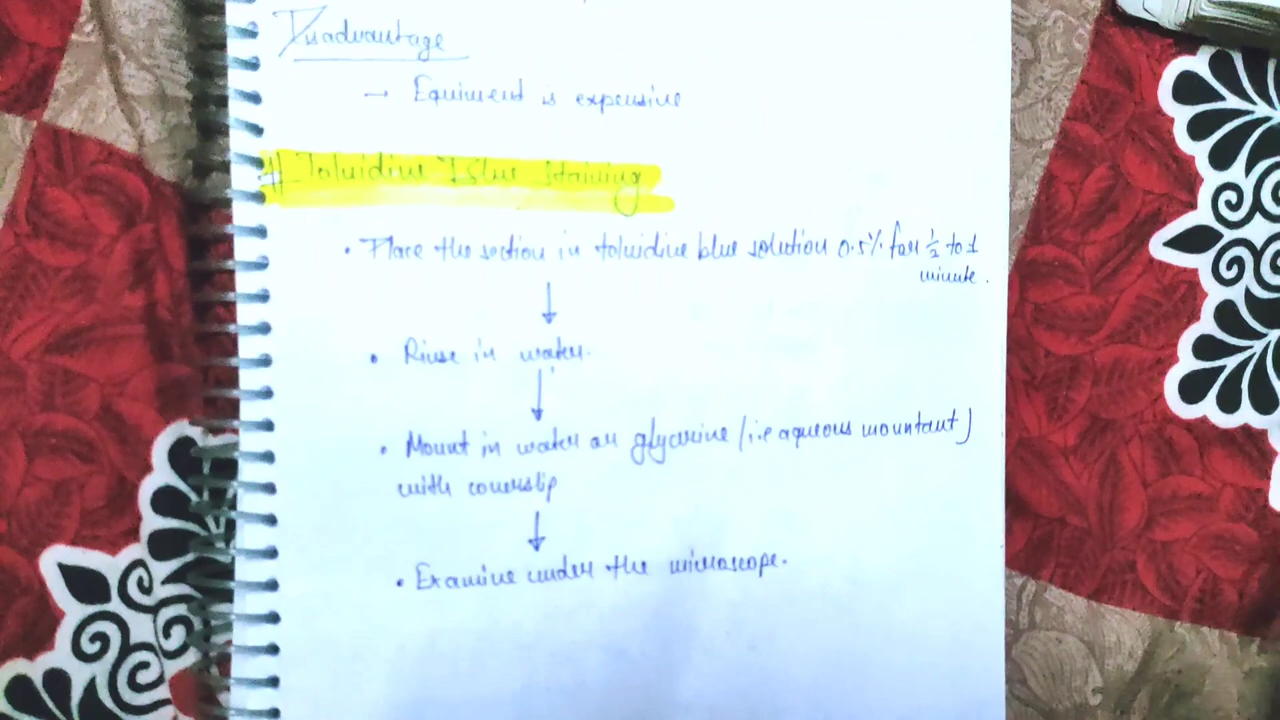 Disadvantage
→ Equiment is expensive
# Toluidine Blue Staining
• Place the section in toluidine blue solution 0.5% for ½ to 1
minute.
↓
• Rinse in water.
↓
• Mount in water or glycerine (i.e aqueous mountant)
with coverslip
↓
• Examine under the microscope.